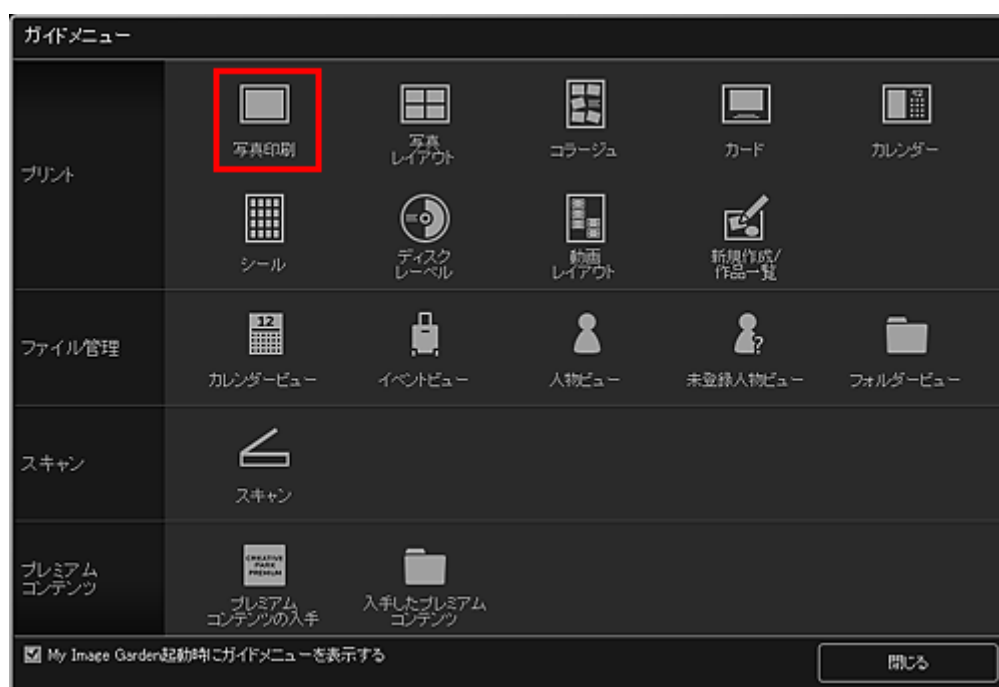 ガイドメニュー
プリント
写真印刷
写真
レイアウト
コラージュ
カード
カレンダー
シール
ディスク
レーベル
動画
レイアウト
新規作成/
作品一覧
ファイル管理
12
カレンダービュー
イベントビュー
人物ビュー
未登録人物ビュー
フォルダービュー
スキャン
スキャン
プレミアム
コンテンツ
CREATIVE
PARK
PREMIUM
プレミアム
コンテンツの入手
入手したプレミアム
コンテンツ
My Image Garden起動時にガイドメニューを表示する
閉じる